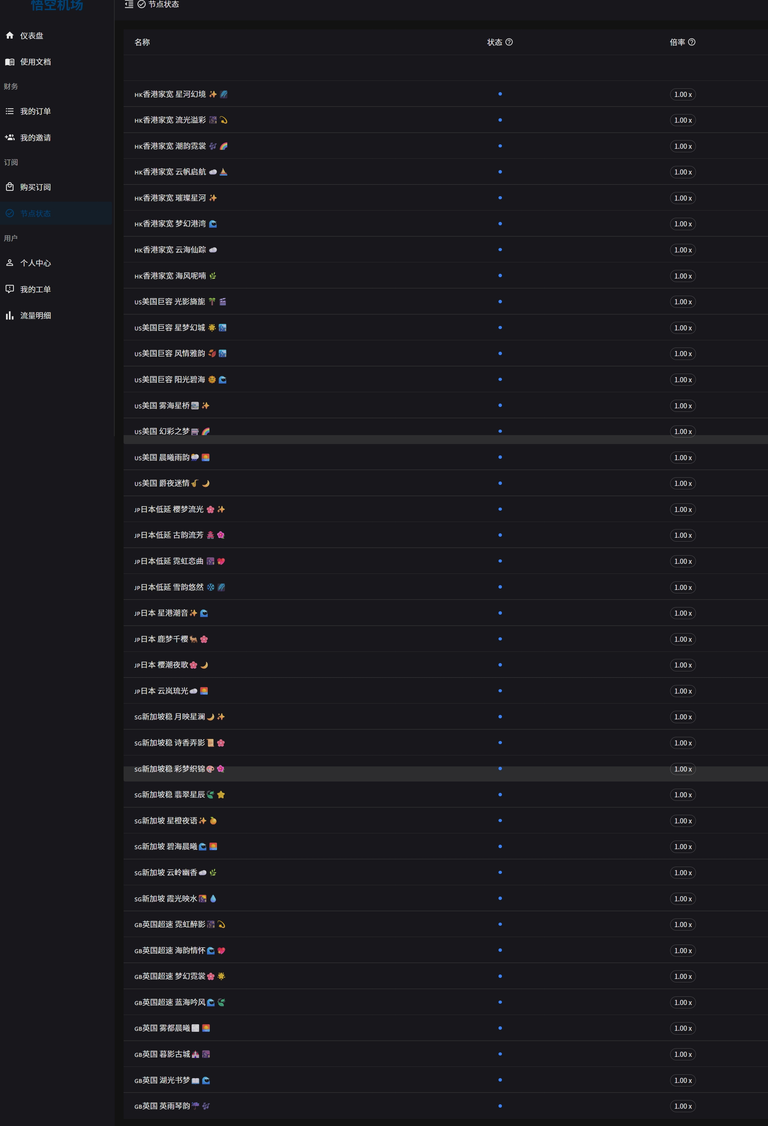 悟空机场
节点状态
仪表盘
使用文档
财务
我的订单
我的邀请
订阅
购买订阅
节点状态
用户
个人中心
我的工单
流量明细
名称 状态 倍率
HK香港家宽 星河幻境 ✨🌌 1.00 x
HK香港家宽 流光溢彩 🎆💫 1.00 x
HK香港家宽 潮韵霓裳 🎶🌈 1.00 x
HK香港家宽 云帆启航 ☁️⛵ 1.00 x
HK香港家宽 璀璨星河 ✨ 1.00 x
HK香港家宽 梦幻港湾 🌊 1.00 x
HK香港家宽 云海仙踪 ☁️ 1.00 x
HK香港家宽 海风呢喃 🌿 1.00 x
US美国巨容 光影旖旎 🌴🎬 1.00 x
US美国巨容 星梦幻城 🌟🏙️ 1.00 x
US美国巨容 风情雅韵 1.00 x
US美国巨容 阳光碧海 🌞🌊 1.00 x
US美国 雾海星桥🌁✨ 1.00 x
US美国 幻彩之梦🌈 1.00 x
US美国 晨曦雨韵🌅 1.00 x
US美国 爵夜迷情🎷🌙 1.00 x
JP日本低延 樱梦流光 🌸✨ 1.00 x
JP日本低延 古韵流芳 👘🌸 1.00 x
JP日本低延 霓虹恋曲 🎆💖 1.00 x
JP日本低延 雪韵悠然 ❄️🌌 1.00 x
JP日本 星港潮音✨🌊 1.00 x
JP日本 鹿梦千樱🦌🌸 1.00 x
JP日本 樱潮夜歌🌸🌙 1.00 x
JP日本 云岚琉光☁️🌅 1.00 x
SG新加坡稳 月映星澜🌙✨ 1.00 x
SG新加坡稳 诗香弄影📜🌸 1.00 x
SG新加坡稳 彩梦织锦🎨🌸 1.00 x
SG新加坡稳 翡翠星辰🌟 1.00 x
SG新加坡 星橙夜语✨🍊 1.00 x
SG新加坡 碧海晨曦🌊🌅 1.00 x
SG新加坡 云岭幽香☁️🌿 1.00 x
SG新加坡 霞光映水💧 1.00 x
GB英国超速 霓虹醉影🎆💫 1.00 x
GB英国超速 海韵情怀🌊💖 1.00 x
GB英国超速 梦幻霓裳🌸🌟 1.00 x
GB英国超速 蓝海吟风🌊 1.00 x
GB英国 雾都晨曦🌅 1.00 x
GB英国 暮影古城🏰🎆 1.00 x
GB英国 湖光书梦📖🌊 1.00 x
GB英国 英雨琴韵☔🎶 1.00 x